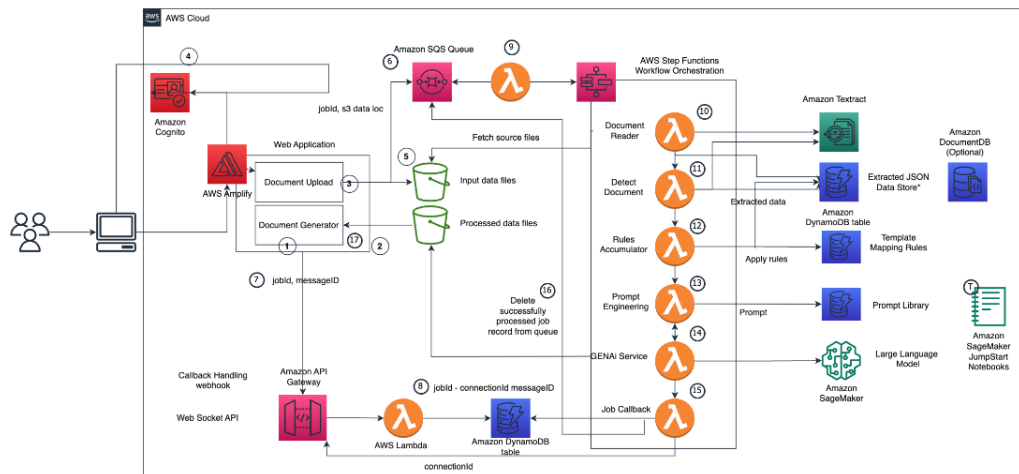 AWS Cloud
4
Amazon
Cognito
jobId, s3 data loc
6
Amazon SQS Queue
9
AWS Step Functions
Workflow Orchestration
Web Application
AWS Amplify
Document Upload
3
Document Generator
1
17
2
5
Fetch source files
Input data files
Processed data files
7
jobId, messageID
16
Delete
successfully
processed job
record from queue
Document
Reader
10
Amazon Textract
Detect
Document
11
Extracted data
Extracted JSON
Data Store*
Amazon
DynamoDB table
Amazon
DocumentDB
(Optional)
Rules
Accumulator
12
Apply rules
Template
Mapping Rules
Prompt
Engineering
13
Prompt
Prompt Library
14
GENAi Service
Large Language
Model
Amazon
SageMaker
T
Amazon
SageMaker
JumpStart
Notebooks
15
Job Callback
Callback Handling
webhook
Amazon API
Gateway
Web Socket API
8
jobId - connectionId messageID
AWS Lambda
Amazon DynamoDB
table
connectionId